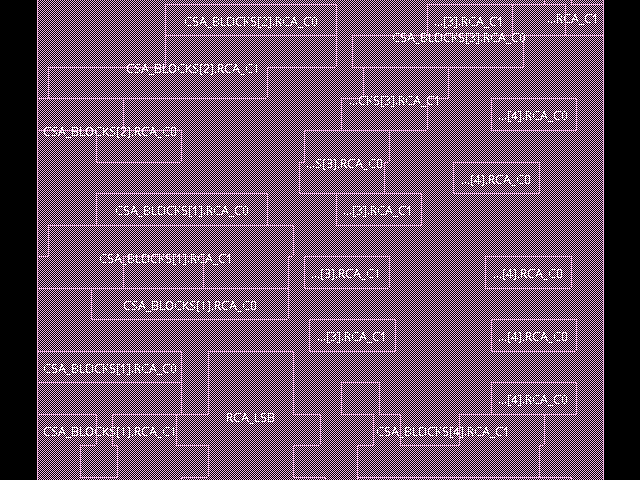 CSA_BLOCKS[2].RCA_C0
..[3].RCA_C1
..RCA_C1
CSA_BLOCKS[3].RCA_C0
CSA_BLOCKS[2].RCA_C1
..CKS[3].RCA_C1
..[4].RCA_C0
CSA_BLOCKS[2].RCA_C0
S[3].RCA_C0
..[4].RCA_C0
CSA_BLOCKS[1].RCA_C0
..[3].RCA_C1
CSA_BLOCKS[1].RCA_C1
..[3].RCA_C1
..[4].RCA_C0
CSA_BLOCKS[1].RCA_C0
..[3].RCA_C1
..[4].RCA_C0
CSA_BLOCKS[1].RCA_C0
..[4].RCA_C0
RCA_LSB
CSA_BLOCKS[1].RCA_C1
CSA_BLOCKS[4].RCA_C1